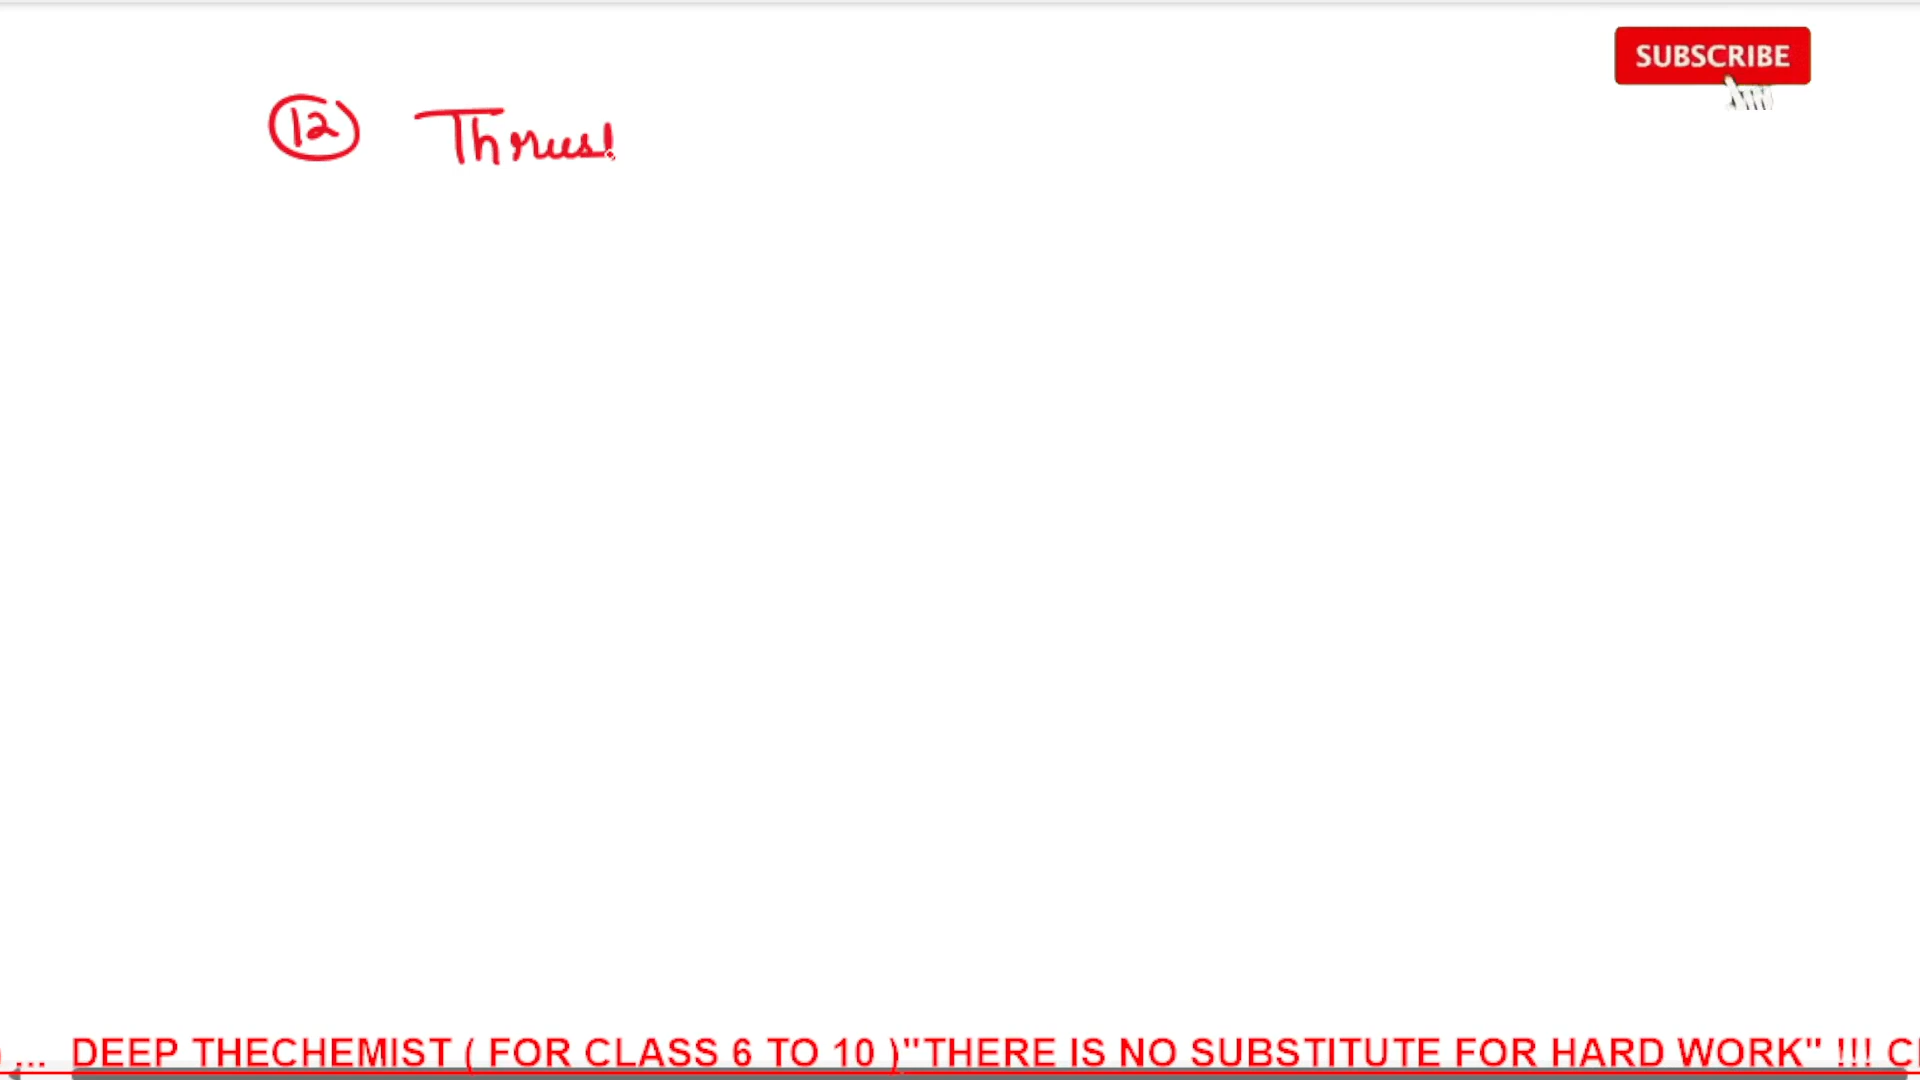 SUBSCRIBE
12 Thrust
... DEEP THECHEMIST ( FOR CLASS 6 TO 10 )"THERE IS NO SUBSTITUTE FOR HARD WORK" !!!